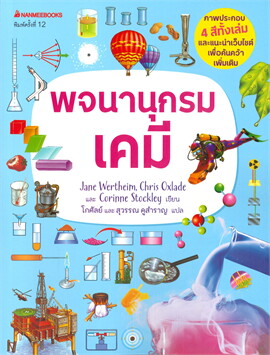 NANMEEBOOKS
พิมพ์ครั้งที่ 12
ภาพประกอบ
4 สีทั้งเล่ม
และแนะนำเว็บไซต์
เพื่อค้นคว้า
เพิ่มเติม
พจนานุกรม
เคมี
Jane Wertheim, Chris Oxlade
และ Corinne Stockley เขียน
โกศัลย์ และ สุวรรณ คูสำราญ แปล